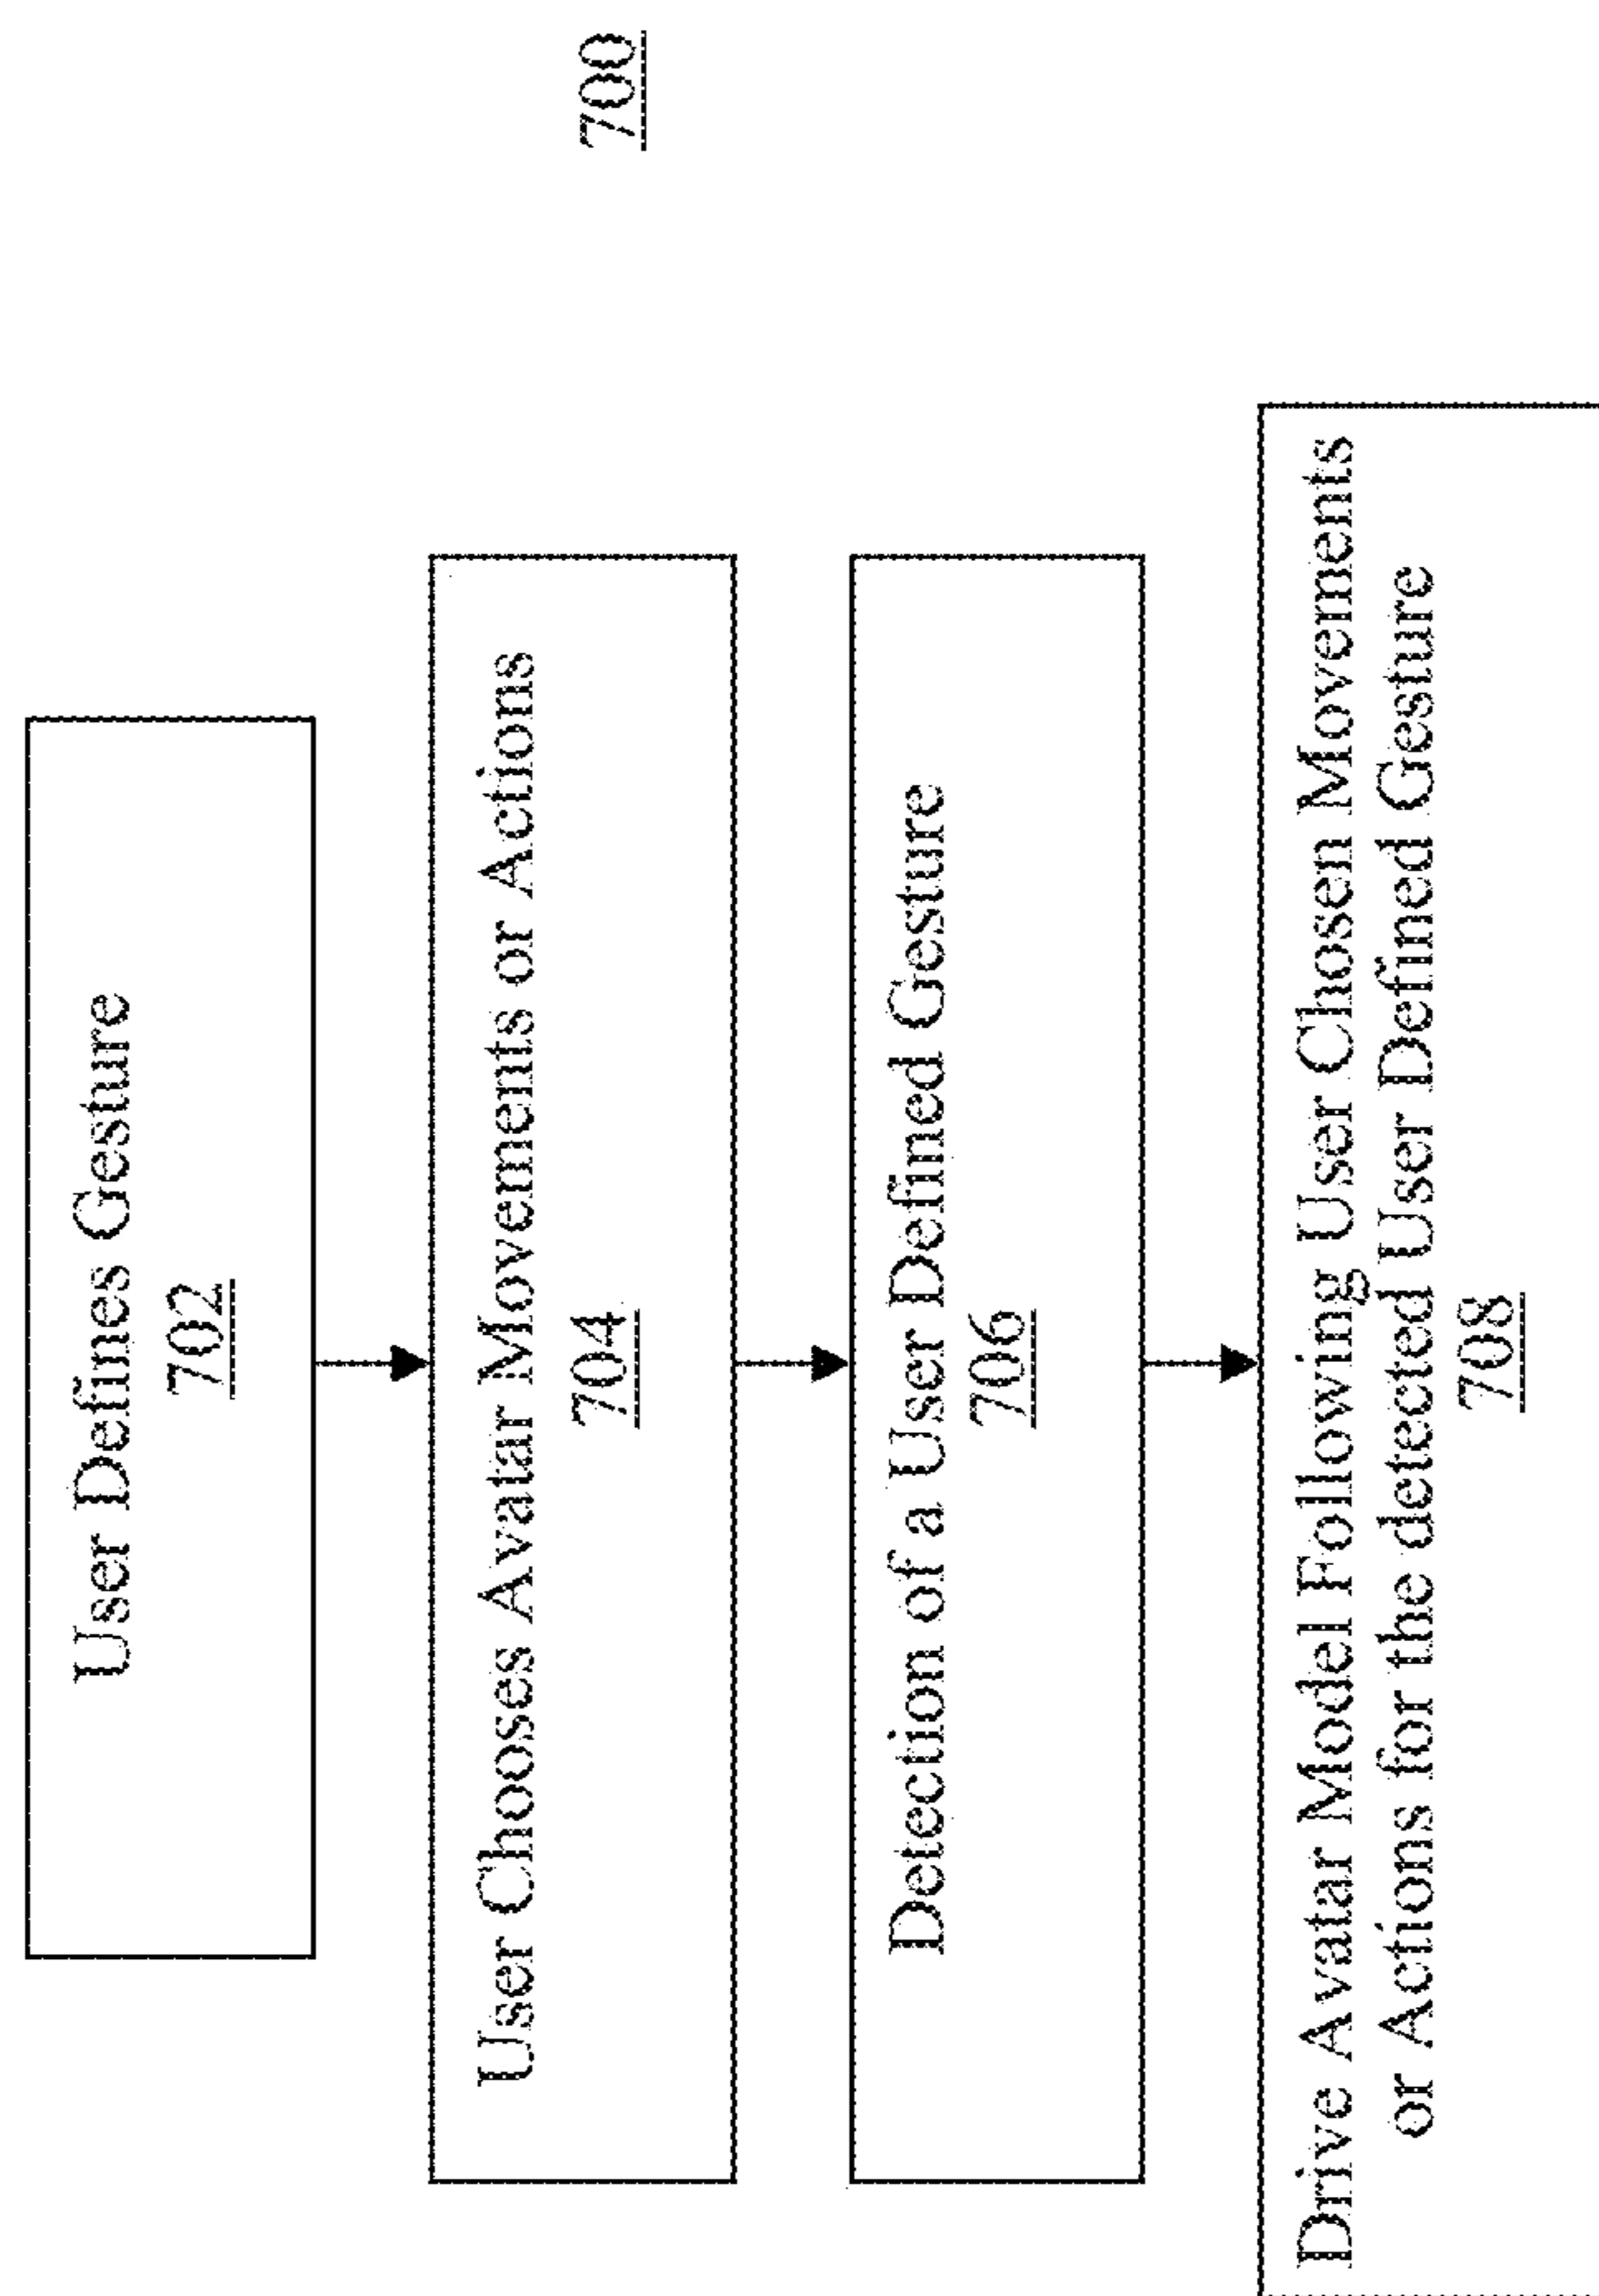 User Defines Gesture
702
User Chooses Avatar Movements or Actions
704
Detection of a User Defined Gesture
706
Drive Avatar Model Following User Chosen Movements
or Actions for the detected User Defined Gesture
708
700